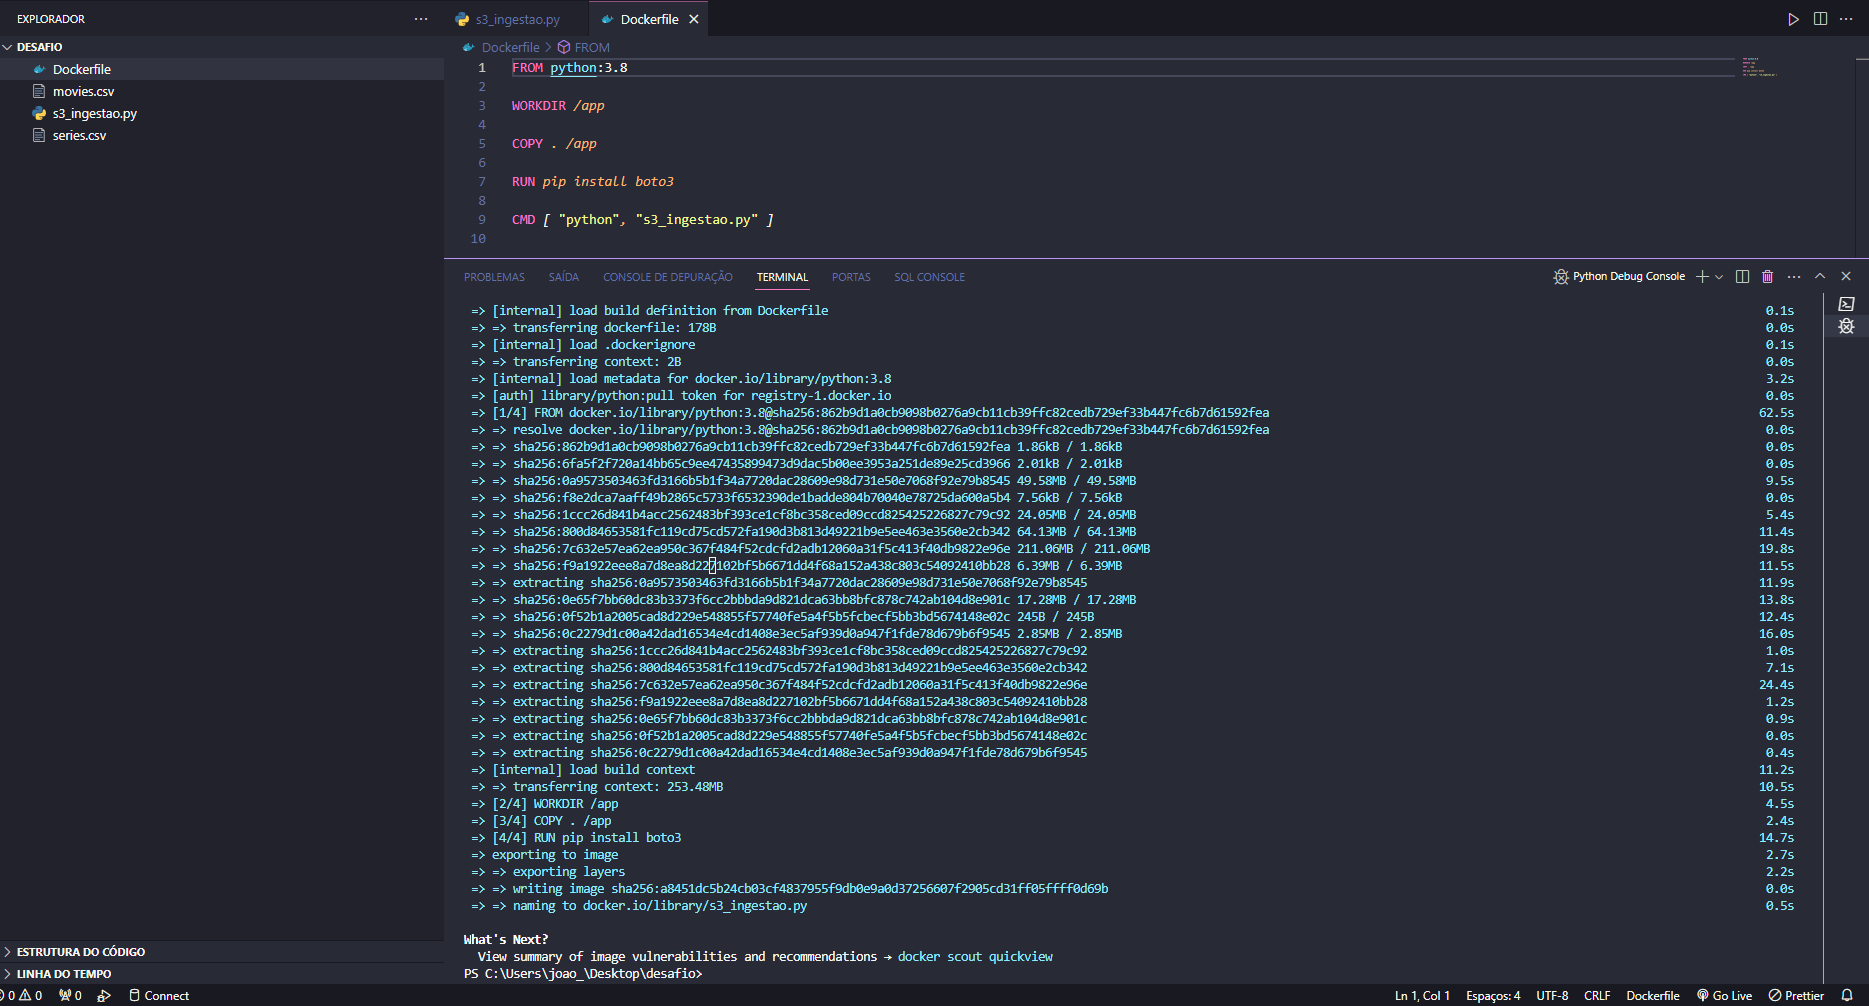 EXPLORADOR
DESAFIO
Dockerfile
movies.csv
s3_ingestao.py
series.csv
ESTRUTURA DO CÓDIGO
LINHA DO TEMPO
s3_ingestao.py
Dockerfile
Dockerfile > FROM
1 FROM python:3.8
2
3 WORKDIR /app
4
5 COPY . /app
6
7 RUN pip install boto3
8
9 CMD [ "python", "s3_ingestao.py" ]
10
PROBLEMAS SAÍDA CONSOLE DE DEPURAÇÃO TERMINAL PORTAS SQL CONSOLE Python Debug Console
=> [internal] load build definition from Dockerfile 0.1s
=> => transferring dockerfile: 178B 0.0s
=> [internal] load .dockerignore 0.1s
=> => transferring context: 2B 0.0s
=> [internal] load metadata for docker.io/library/python:3.8 3.2s
=> [auth] library/python:pull token for registry-1.docker.io 0.0s
=> [1/4] FROM docker.io/library/python:3.8@sha256:862b9d1a0cb9098b0276a9cb11cb39ffc82cedb729ef33b447fc6b7d61592fea 62.5s
=> => resolve docker.io/library/python:3.8@sha256:862b9d1a0cb9098b0276a9cb11cb39ffc82cedb729ef33b447fc6b7d61592fea 0.0s
=> => sha256:862b9d1a0cb9098b0276a9cb11cb39ffc82cedb729ef33b447fc6b7d61592fea 1.86kB / 1.86kB 0.0s
=> => sha256:6fa5f2f720a14bb65c9ee47435899473d9dac5b00ee3953a251de89e25cd3966 2.01kB / 2.01kB 0.0s
=> => sha256:0a9573503463fd3166b5b1f34a7720dac28609e98d731e50e7068f92e79b8545 49.58MB / 49.58MB 9.5s
=> => sha256:f8e2dca7aaff49b2865c5733f6532390de1badde804b70040e78725da600a5b4 7.56kB / 7.56kB 0.0s
=> => sha256:1ccc26d841b4acc2562483bf393ce1cf8bc358ced09ccd825425226827c79c92 24.05MB / 24.05MB 5.4s
=> => sha256:800d84653581fc119cd75cd572fa190d3b813d49221b9e5ee463e3560e2cb342 64.13MB / 64.13MB 11.4s
=> => sha256:7c632e57ea62ea950c367f484f52cdcfd2adb12060a31f5c413f40db9822e96e 211.06MB / 211.06MB 19.8s
=> => sha256:f9a1922eee8a7d8ea8d227102bf5b6671dd4f68a152a438c803c54092410bb28 6.39MB / 6.39MB 11.5s
=> => extracting sha256:0a9573503463fd3166b5b1f34a7720dac28609e98d731e50e7068f92e79b8545 11.9s
=> => sha256:0e65f7bb60dc83b3373f6cc2bbbda9d821dca63bb8bfc878c742ab104d8e901c 17.28MB / 17.28MB 13.8s
=> => sha256:0f52b1a2005cad8d229e548855f57740fe5a4f5b5fcbecf5bb3bd5674148e02c 245B / 245B 12.4s
=> => sha256:0c2279d1c00a42dad16534e4cd1408e3ec5af939d0a947f1fde78d679b6f9545 2.85MB / 2.85MB 16.0s
=> => extracting sha256:1ccc26d841b4acc2562483bf393ce1cf8bc358ced09ccd825425226827c79c92 1.0s
=> => extracting sha256:800d84653581fc119cd75cd572fa190d3b813d49221b9e5ee463e3560e2cb342 7.1s
=> => extracting sha256:7c632e57ea62ea950c367f484f52cdcfd2adb12060a31f5c413f40db9822e96e 24.4s
=> => extracting sha256:f9a1922eee8a7d8ea8d227102bf5b6671dd4f68a152a438c803c54092410bb28 1.2s
=> => extracting sha256:0e65f7bb60dc83b3373f6cc2bbbda9d821dca63bb8bfc878c742ab104d8e901c 0.9s
=> => extracting sha256:0f52b1a2005cad8d229e548855f57740fe5a4f5b5fcbecf5bb3bd5674148e02c 0.0s
=> => extracting sha256:0c2279d1c00a42dad16534e4cd1408e3ec5af939d0a947f1fde78d679b6f9545 0.4s
=> [internal] load build context 11.2s
=> => transferring context: 253.48MB 10.5s
=> [2/4] WORKDIR /app 4.5s
=> [3/4] COPY . /app 2.4s
=> [4/4] RUN pip install boto3 14.7s
=> exporting to image 2.7s
=> => exporting layers 2.2s
=> => writing image sha256:a8451dc5b24cb03cf4837955f9db0e9a0d37256607f2905cd31ff05ffff0d69b 0.0s
=> => naming to docker.io/library/s3_ingestao.py 0.5s
What's Next?
View summary of image vulnerabilities and recommendations → docker scout quickview
PS C:\Users\joao_\Desktop\desafio>
0 0 0 Connect Ln 1, Col 1 Espaços: 4 UTF-8 CRLF Dockerfile Go Live Prettier